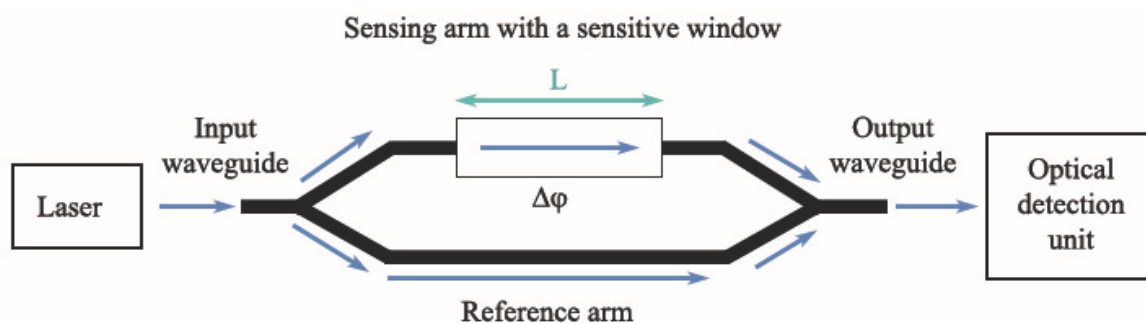 Sensing arm with a sensitive window
L
Input
waveguide
Output
waveguide
Laser
Δφ
Optical
detection
unit
Reference arm